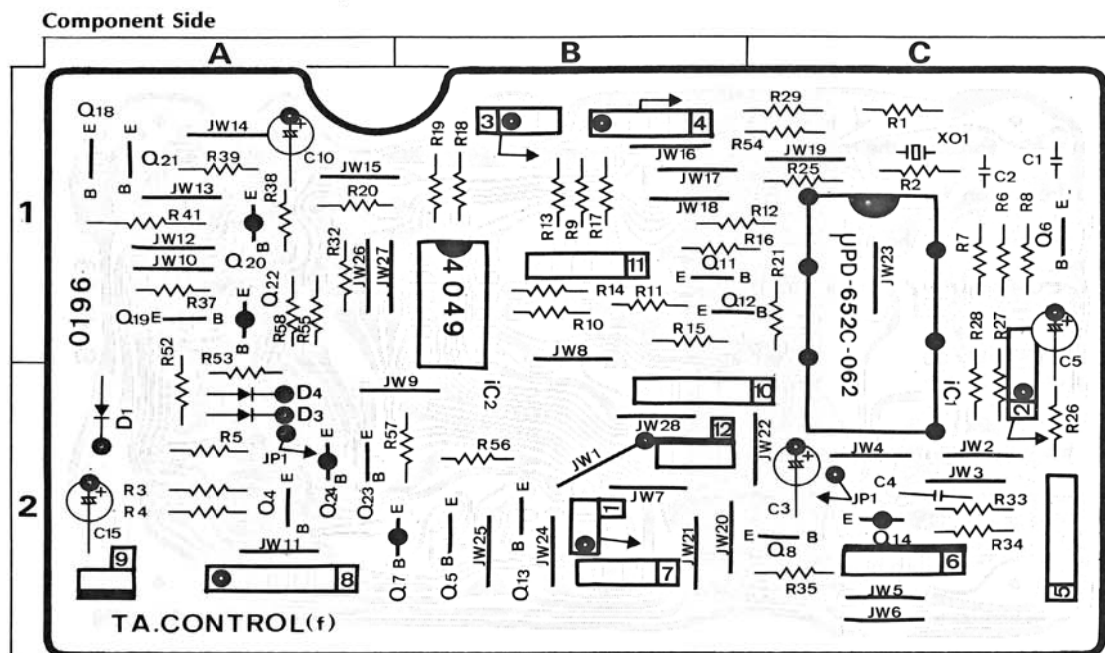 Component Side
A B C
1
2
Q18 E E
JW14
Q21
R39
B B
JW13
R38
C10
+
JW15
R20
R41
E
JW12
B
JW10
Q20
R32
JW26
JW27
0196
R37
Q22
E
Q19 E B
B
R58
R55
R52
R53
D4
D3
D1
R5
JP1
E
B
Q24
E
B
Q23
R3
R4
Q4
E
B
+
C15
JW11
9
8
TA.CONTROL(f)
R19
R18
3
4
JW16
JW17
JW18
R13
R9
R17
R12
R16
4049
11
E Q11 B
R14
R11
E Q12 B
R10
R15
JW8
JW9
iC2
10
R57
R56
JW28
12
JW1
JW22
JW7
E
B
Q7
E
B
Q5
JW25
E
B
Q13
JW24
1
7
JW21
JW20
R29
R54
R1
XO1
JW19
R25
R2
C2
C1
R6
R8
E
Q6
B
R7
R21
UPD-652C-062
JW23
iC1
R28
R27
+
C5
2
R26
+
C3
JW4
JW2
JW3
JP1
C4
R33
E
Q14
R34
E B
Q8
R35
6
JW5
JW6
5